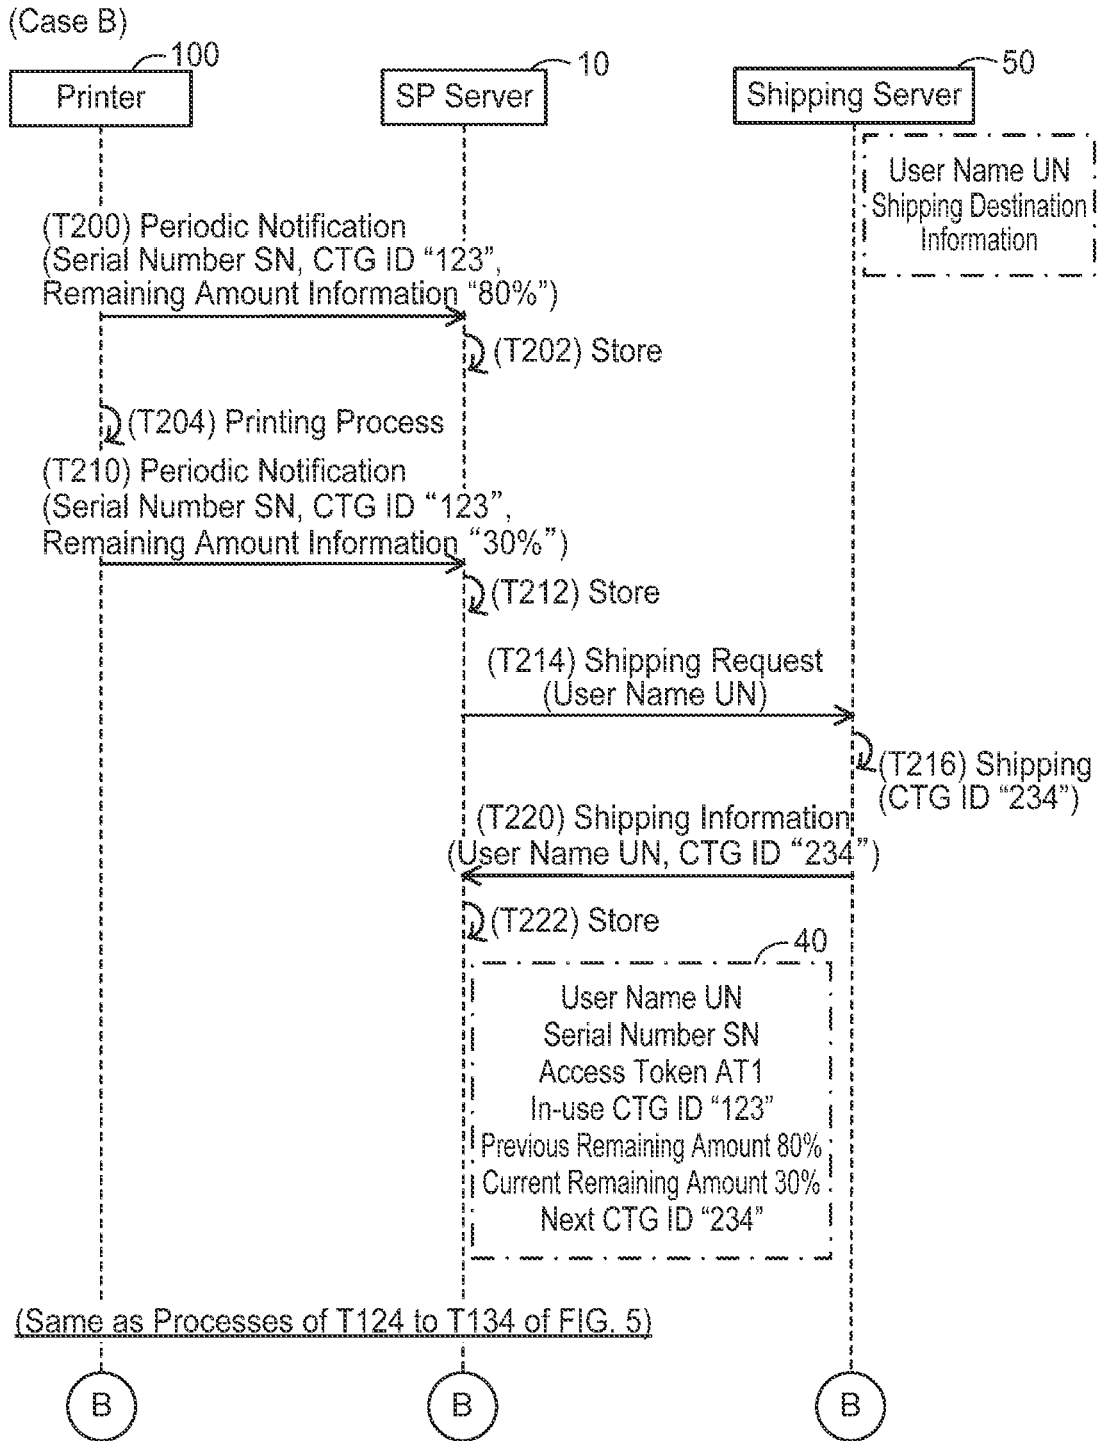 (Case B)
100
10
50
Printer
SP Server
Shipping Server
User Name UN
Shipping Destination
Information
(T200) Periodic Notification
(Serial Number SN, CTG ID “123”,
Remaining Amount Information “80%”)
(T202) Store
(T204) Printing Process
(T210) Periodic Notification
(Serial Number SN, CTG ID “123”,
Remaining Amount Information “30%”)
(T212) Store
(T214) Shipping Request
(User Name UN)
(T216) Shipping
(CTG ID “234”)
(T220) Shipping Information
(User Name UN, CTG ID “234”)
(T222) Store
40
User Name UN
Serial Number SN
Access Token AT1
In-use CTG ID “123”
Previous Remaining Amount 80%
Current Remaining Amount 30%
Next CTG ID “234”
(Same as Processes of T124 to T134 of FIG. 5)
B
B
B